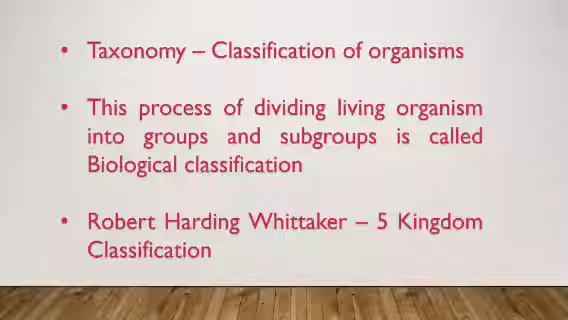 • Taxonomy – Classification of organisms
• This process of dividing living organism
into groups and subgroups is called
Biological classification
• Robert Harding Whittaker – 5 Kingdom
Classification